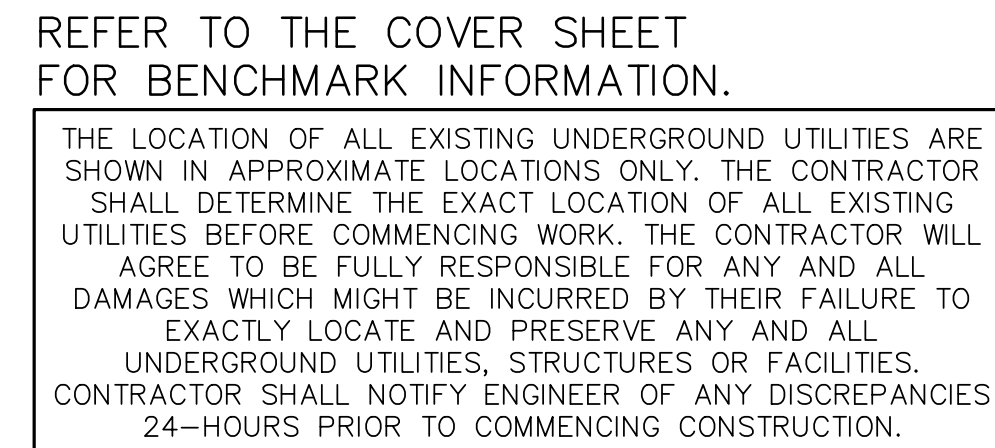 REFER TO THE COVER SHEET
FOR BENCHMARK INFORMATION.
THE LOCATION OF ALL EXISTING UNDERGROUND UTILITIES ARE
SHOWN IN APPROXIMATE LOCATIONS ONLY. THE CONTRACTOR
SHALL DETERMINE THE EXACT LOCATION OF ALL EXISTING
UTILITIES BEFORE COMMENCING WORK. THE CONTRACTOR WILL
AGREE TO BE FULLY RESPONSIBLE FOR ANY AND ALL
DAMAGES WHICH MIGHT BE INCURRED BY THEIR FAILURE TO
EXACTLY LOCATE AND PRESERVE ANY AND ALL
UNDERGROUND UTILITIES, STRUCTURES OR FACILITIES.
CONTRACTOR SHALL NOTIFY ENGINEER OF ANY DISCREPANCIES
24-HOURS PRIOR TO COMMENCING CONSTRUCTION.